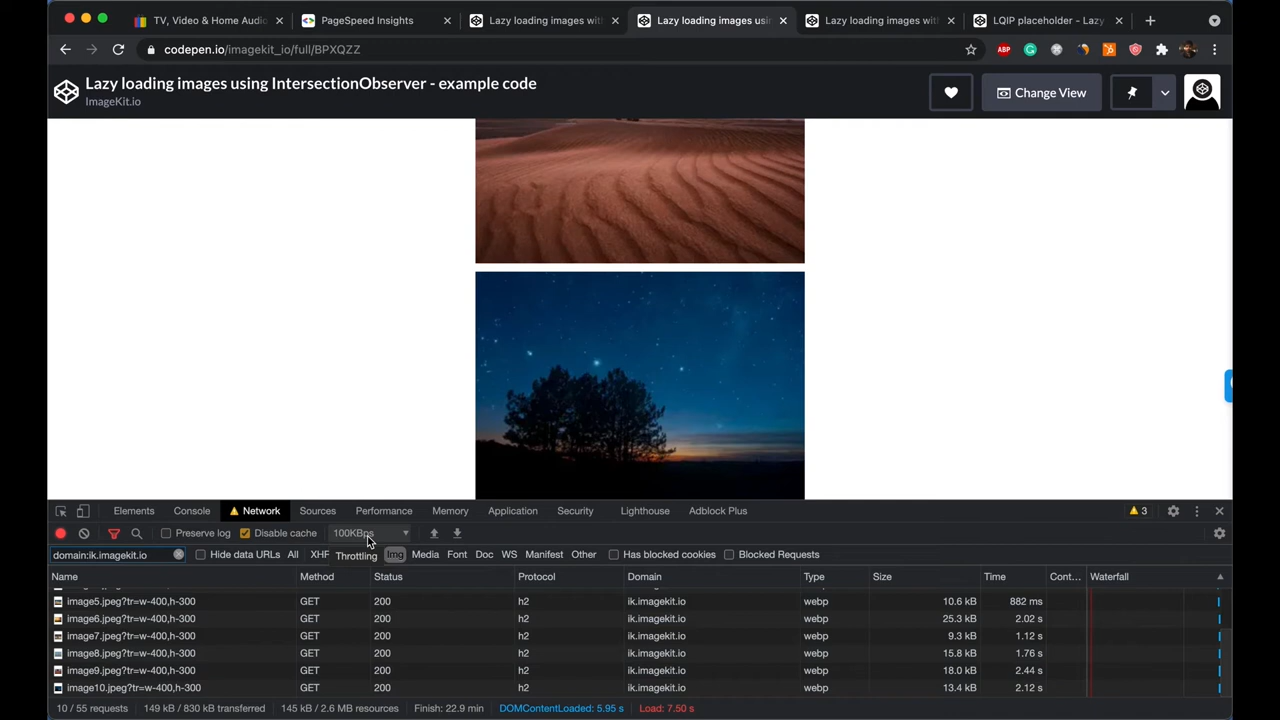 TV, Video & Home Audio
PageSpeed Insights
Lazy loading images with
Lazy loading images usin
Lazy loading images with
LQIP placeholder - Lazy
codepen.io/imagekit_io/full/BPXQZZ
ABP
Lazy loading images using IntersectionObserver - example code
ImageKit.io
Change View
Elements Console Network Sources Performance Memory Application Security Lighthouse Adblock Plus 3
Preserve log Disable cache 100KBps
domain:ik.imagekit.io Hide data URLs All XHR Throttling Img Media Font Doc WS Manifest Other Has blocked cookies Blocked Requests
Name Method Status Protocol Domain Type Size Time Cont... Waterfall
image5.jpeg?tr=w-400,h-300 GET 200 h2 ik.imagekit.io webp 10.6 kB 882 ms
image6.jpeg?tr=w-400,h-300 GET 200 h2 ik.imagekit.io webp 25.3 kB 2.02 s
image7.jpeg?tr=w-400,h-300 GET 200 h2 ik.imagekit.io webp 9.3 kB 1.12 s
image8.jpeg?tr=w-400,h-300 GET 200 h2 ik.imagekit.io webp 15.8 kB 1.76 s
image9.jpeg?tr=w-400,h-300 GET 200 h2 ik.imagekit.io webp 18.0 kB 2.44 s
image10.jpeg?tr=w-400,h-300 GET 200 h2 ik.imagekit.io webp 13.4 kB 2.12 s
10 / 55 requests 149 kB / 830 kB transferred 145 kB / 2.6 MB resources Finish: 22.9 min DOMContentLoaded: 5.95 s Load: 7.50 s